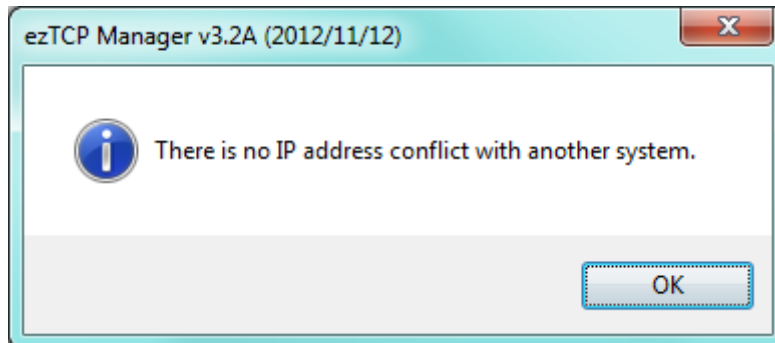 ezTCP Manager v3.2A (2012/11/12)
There is no IP address conflict with another system.
OK